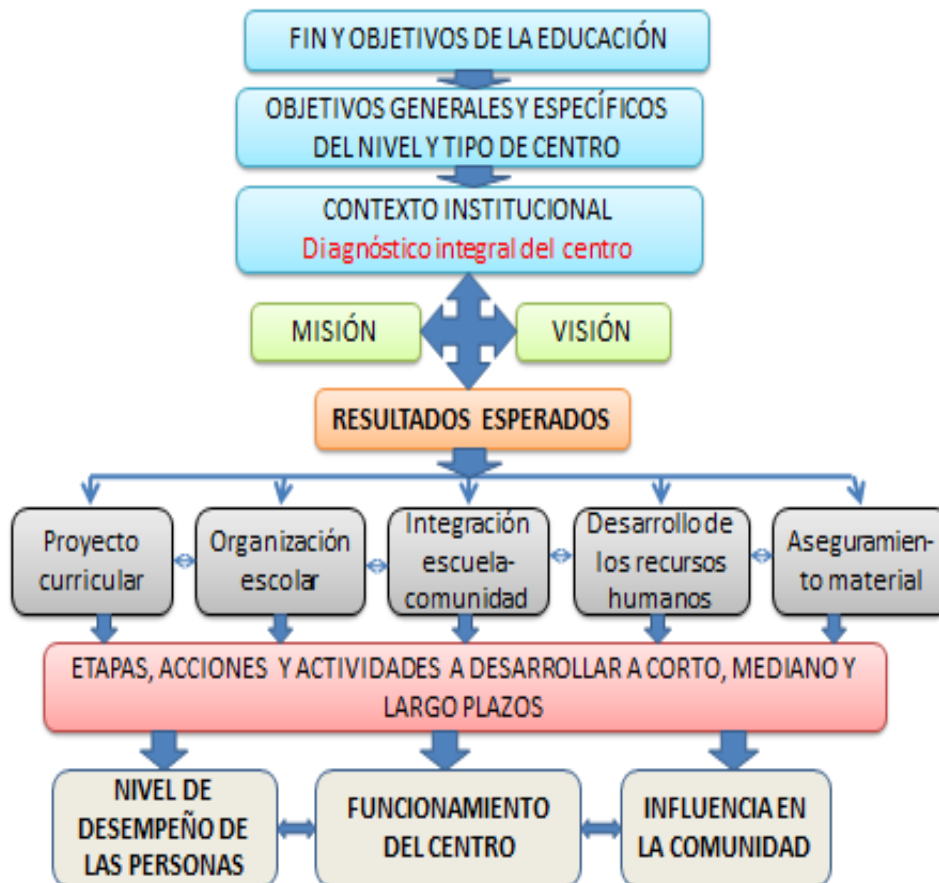 FIN Y OBJETIVOS DE LA EDUCACIÓN
OBJETIVOS GENERALES Y ESPECÍFICOS
DEL NIVEL Y TIPO DE CENTRO
CONTEXTO INSTITUCIONAL
Diagnóstico integral del centro
MISIÓN
VISIÓN
RESULTADOS ESPERADOS
Proyecto
curricular
Organización
escolar
Integración
escuela-
comunidad
Desarrollo de
los recursos
humanos
Aseguramien-
to material
ETAPAS, ACCIONES Y ACTIVIDADES A DESARROLLAR A CORTO, MEDIANO Y
LARGO PLAZOS
NIVEL DE
DESEMPEÑO DE
LAS PERSONAS
FUNCIONAMIENTO
DEL CENTRO
INFLUENCIA EN
LA COMUNIDAD